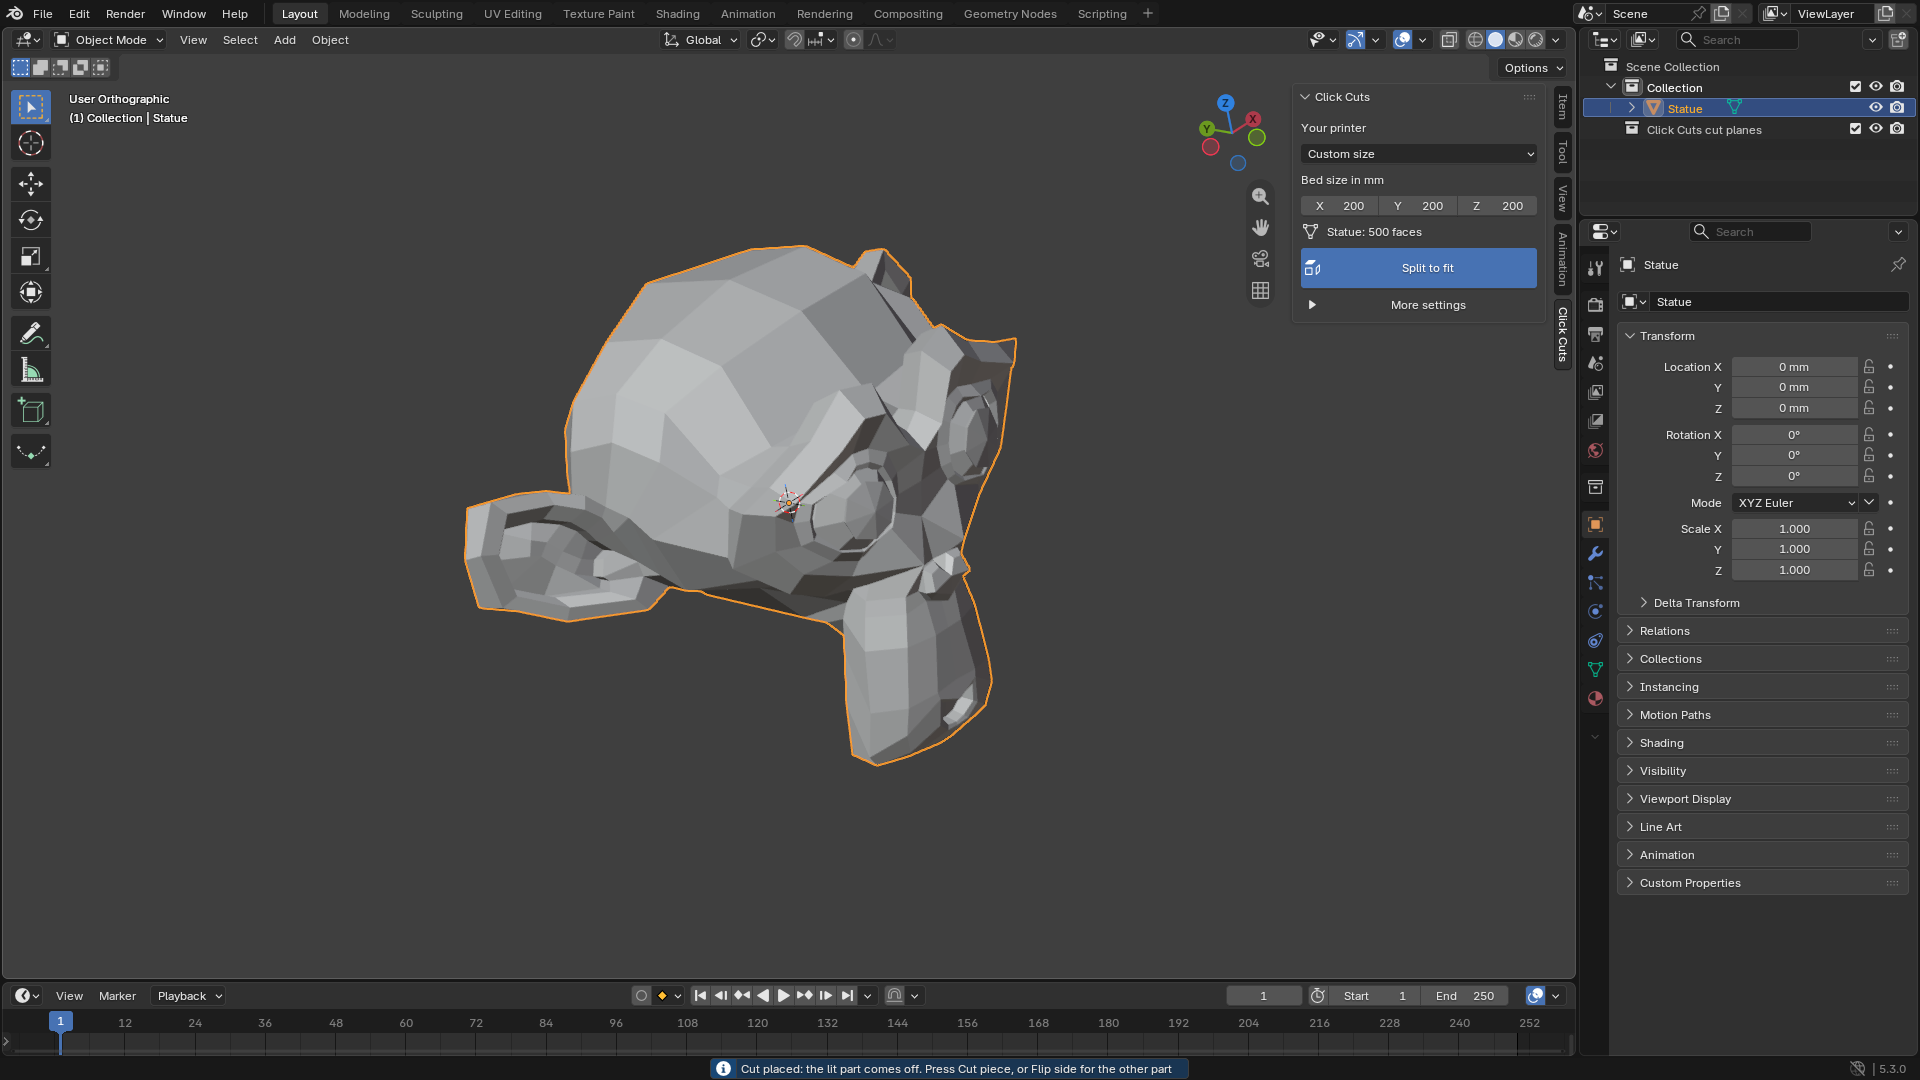 File Edit Render Window Help Layout Modeling Sculpting UV Editing Texture Paint Shading Animation Rendering Compositing Geometry Nodes Scripting + Scene ViewLayer
Object Mode View Select Add Object Global Search
Options
User Orthographic
(1) Collection | Statue
Z
X
Y
Click Cuts
Your printer
Custom size
Bed size in mm
X 200 Y 200 Z 200
Statue: 500 faces
Split to fit
More settings
Item
Tool
View
Animation
Click Cuts
Scene Collection
Collection
Statue
Click Cuts cut planes
Search
Statue
Statue
Transform
Location X 0 mm
Y 0 mm
Z 0 mm
Rotation X 0°
Y 0°
Z 0°
Mode XYZ Euler
Scale X 1.000
Y 1.000
Z 1.000
Delta Transform
Relations
Collections
Instancing
Motion Paths
Shading
Visibility
Viewport Display
Line Art
Animation
Custom Properties
View Marker Playback 1 Start 1 End 250
1 12 24 36 48 60 72 84 96 108 120 132 144 156 168 180 192 204 216 228 240 252
Cut placed: the lit part comes off. Press Cut piece, or Flip side for the other part
5.3.0